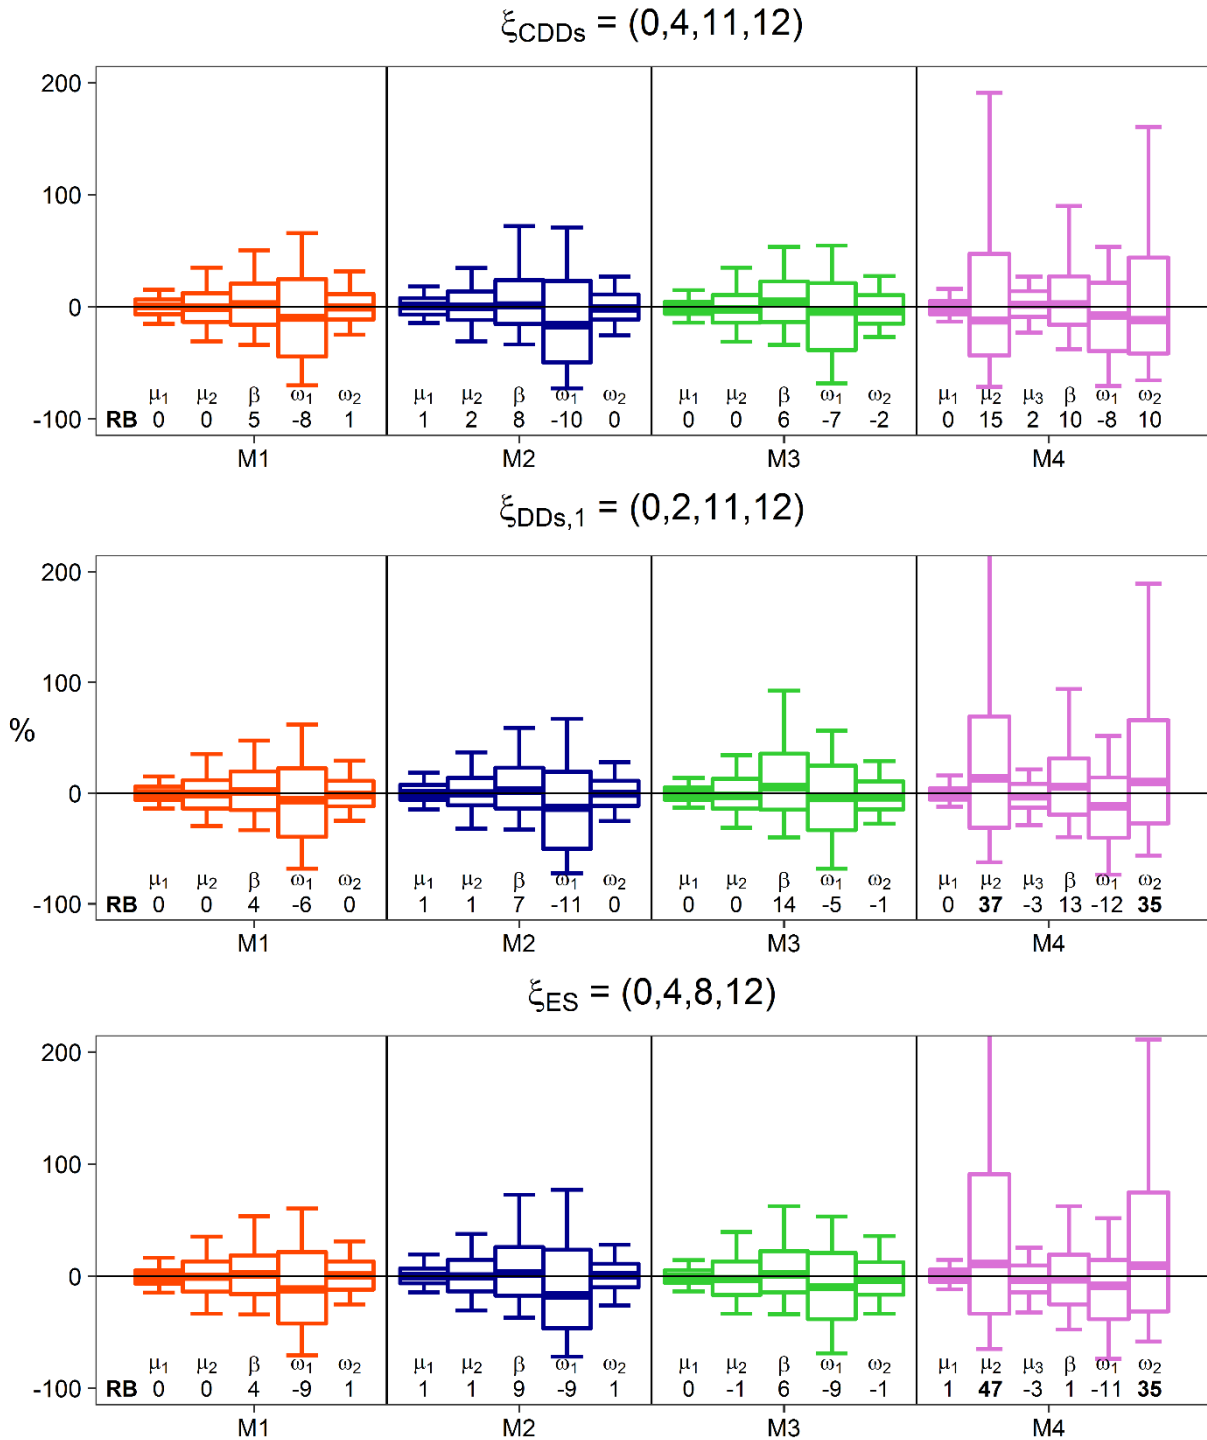 ξCDDs = (0,4,11,12)
200
100
0
-100
μ1 μ2 β ω1 ω2 μ1 μ2 β ω1 ω2 μ1 μ2 β ω1 ω2 μ1 μ2 μ3 β ω1 ω2
RB 0 0 5 -8 1 1 2 8 -10 0 0 0 6 -7 -2 0 15 2 10 -8 10
M1 M2 M3 M4
ξDDs,1 = (0,2,11,12)
200
100
%
0
-100
μ1 μ2 β ω1 ω2 μ1 μ2 β ω1 ω2 μ1 μ2 β ω1 ω2 μ1 μ2 μ3 β ω1 ω2
RB 0 0 4 -6 0 1 1 7 -11 0 0 0 14 -5 -1 0 37 -3 13 -12 35
M1 M2 M3 M4
ξES = (0,4,8,12)
200
100
0
-100
μ1 μ2 β ω1 ω2 μ1 μ2 β ω1 ω2 μ1 μ2 β ω1 ω2 μ1 μ2 μ3 β ω1 ω2
RB 0 0 4 -9 1 1 1 9 -9 1 0 -1 6 -9 -1 1 47 -3 1 -11 35
M1 M2 M3 M4